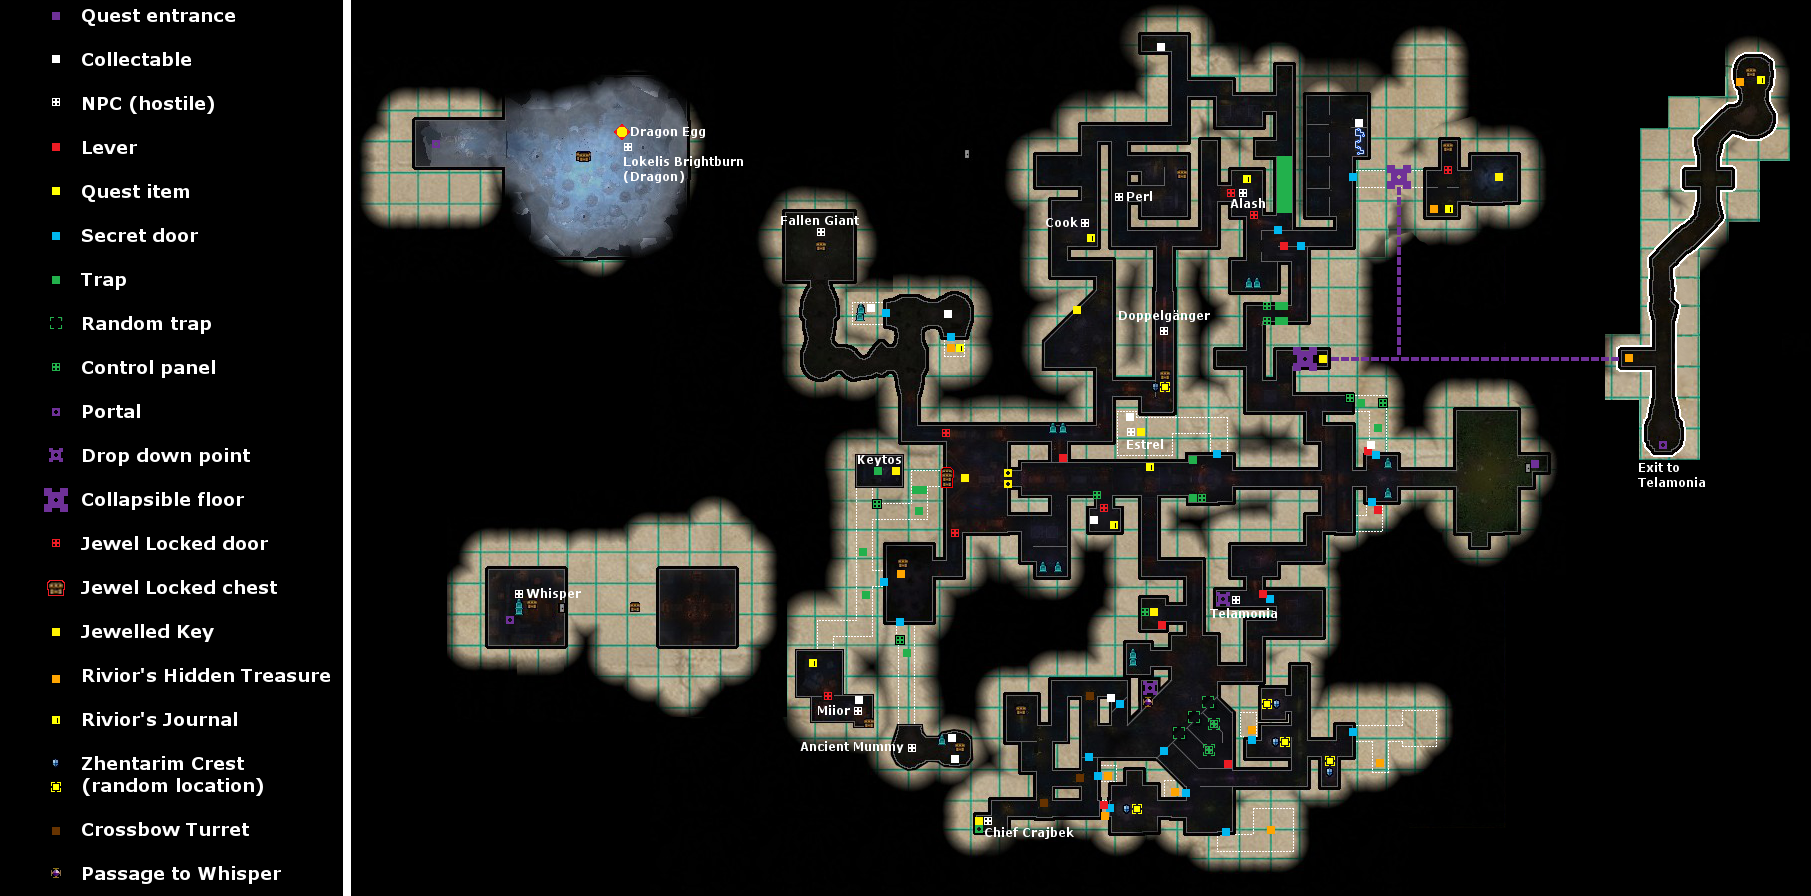 Quest entrance
Collectable
NPC (hostile)
Lever
Quest item
Secret door
Trap
Random trap
Control panel
Portal
Drop down point
Collapsible floor
Jewel Locked door
Jewel Locked chest
Jewelled Key
Rivior's Hidden Treasure
Rivior's Journal
Zhentarim Crest
(random location)
Crossbow Turret
Passage to Whisper
Dragon Egg
Lokelis Brightburn
(Dragon)
Fallen Giant
Perl
Alash
Cook
Doppelgänger
Estrel
Keytos
Exit to
Telamonia
Whisper
Telamonia
Miior
Ancient Mummy
Chief Crajbek